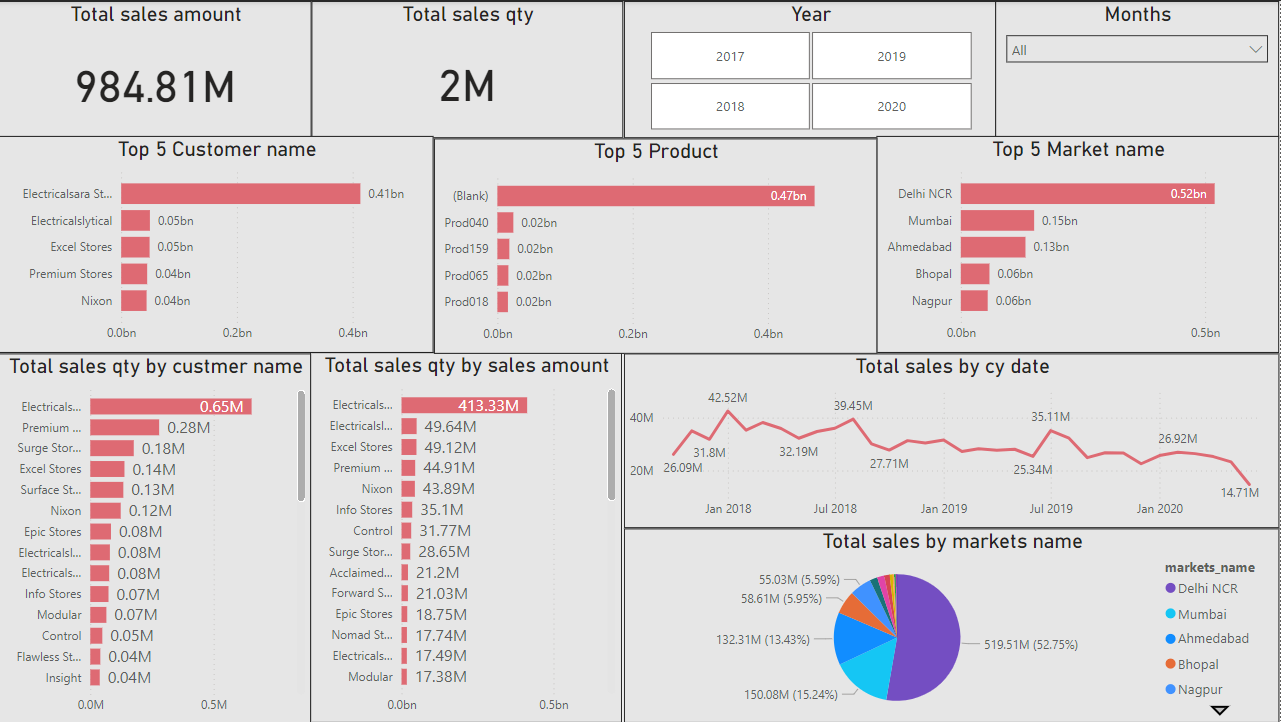 Total sales amount
984.81M
Total sales qty
2M
Year
2017
2019
2018
2020
Months
All
Top 5 Customer name
Electricalsara St... 0.41bn
Electricalslytical 0.05bn
Excel Stores 0.05bn
Premium Stores 0.04bn
Nixon 0.04bn
0.0bn 0.2bn 0.4bn
Top 5 Product
(Blank) 0.47bn
Prod040 0.02bn
Prod159 0.02bn
Prod065 0.02bn
Prod018 0.02bn
0.0bn 0.2bn 0.4bn
Top 5 Market name
Delhi NCR 0.52bn
Mumbai 0.15bn
Ahmedabad 0.13bn
Bhopal 0.06bn
Nagpur 0.06bn
0.0bn 0.5bn
Total sales qty by custmer name
Electricals... 0.65M
Premium ... 0.28M
Surge Stor... 0.18M
Excel Stores 0.14M
Surface St... 0.13M
Nixon 0.12M
Epic Stores 0.08M
Electricalsl... 0.08M
Electricals... 0.08M
Info Stores 0.07M
Modular 0.07M
Control 0.05M
Flawless St... 0.04M
Insight 0.04M
0.0M 0.5M
Total sales qty by sales amount
Electricals... 413.33M
Electricalsl... 49.64M
Excel Stores 49.12M
Premium ... 44.91M
Nixon 43.89M
Info Stores 35.1M
Control 31.77M
Surge Stor... 28.65M
Acclaimed... 21.2M
Forward S... 21.03M
Epic Stores 18.75M
Nomad St... 17.74M
Electricals... 17.49M
Modular 17.38M
0.0bn 0.5bn
Total sales by cy date
40M
20M
26.09M
31.8M
42.52M
32.19M
39.45M
27.71M
25.34M
35.11M
26.92M
14.71M
Jan 2018 Jul 2018 Jan 2019 Jul 2019 Jan 2020
Total sales by markets name
55.03M (5.59%)
58.61M (5.95%)
132.31M (13.43%)
150.08M (15.24%)
519.51M (52.75%)
markets_name
Delhi NCR
Mumbai
Ahmedabad
Bhopal
Nagpur